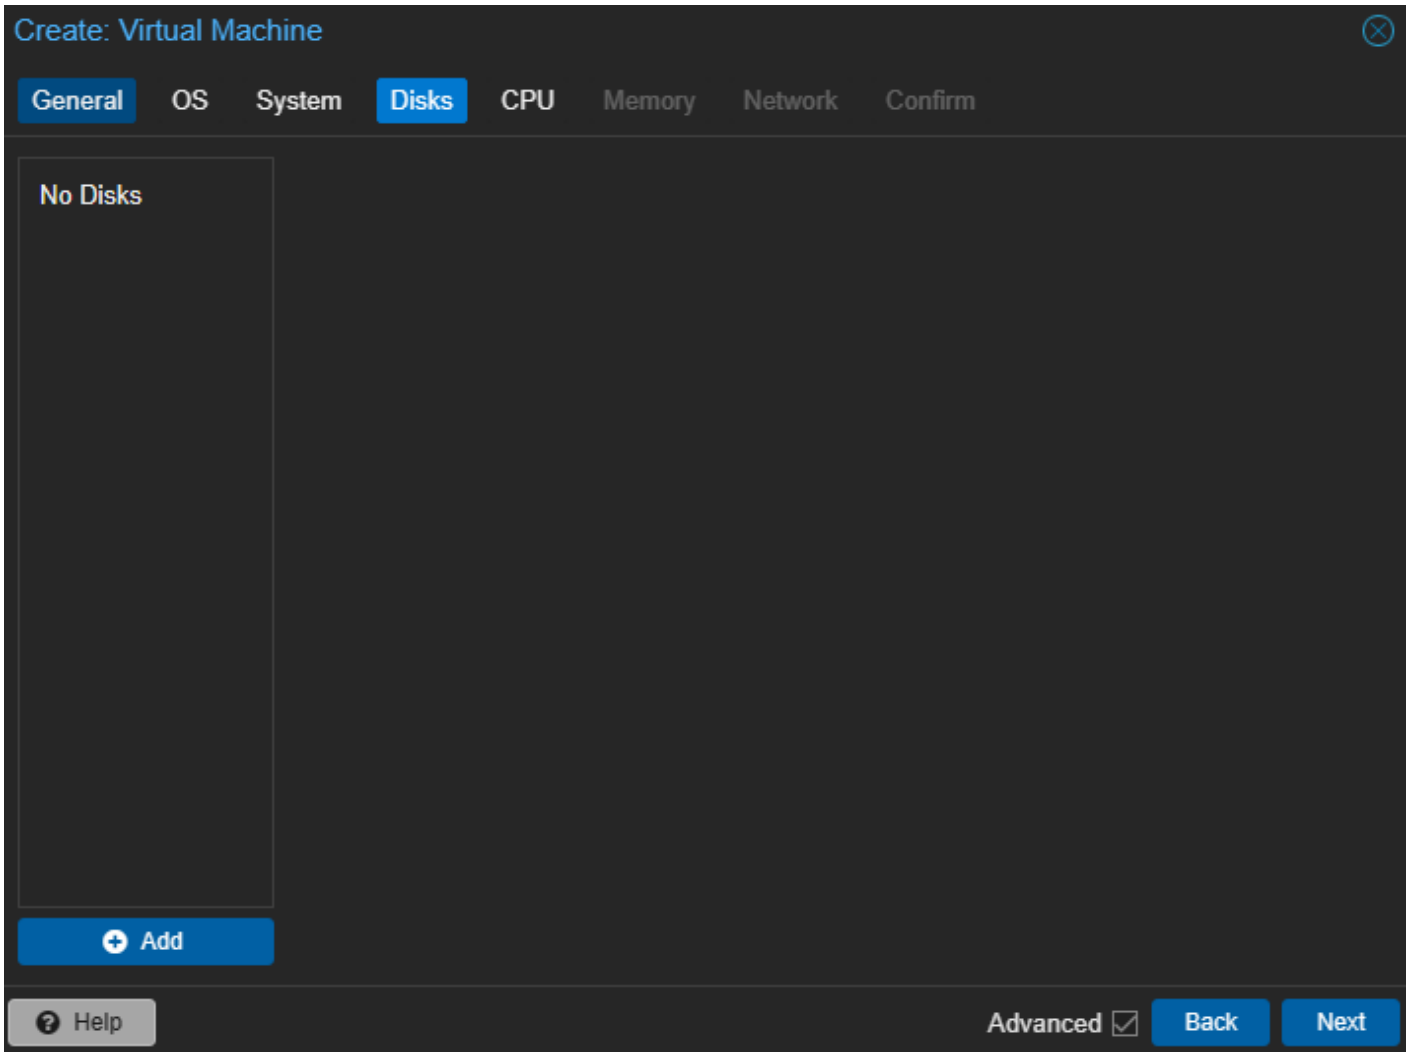 Create: Virtual Machine
General OS System Disks CPU Memory Network Confirm
No Disks
Add
Help Advanced Back Next